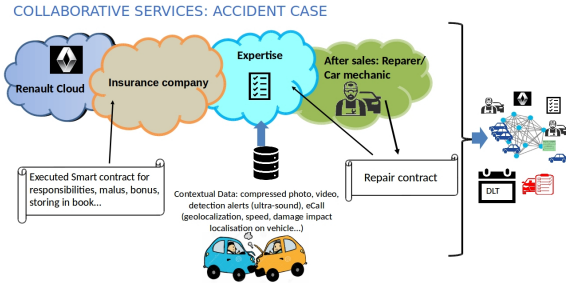 COLLABORATIVE SERVICES: ACCIDENT CASE
Renault Cloud
Insurance company
Expertise
After sales: Reparer/
Car mechanic
Executed Smart contract for
responsibilities, malus, bonus,
storing in book...
Repair contract
Contextual Data: compressed photo, video,
detection alerts (ultra-sound), eCall
(geolocalization, speed, damage impact
localisation on vehicle...)
DLT